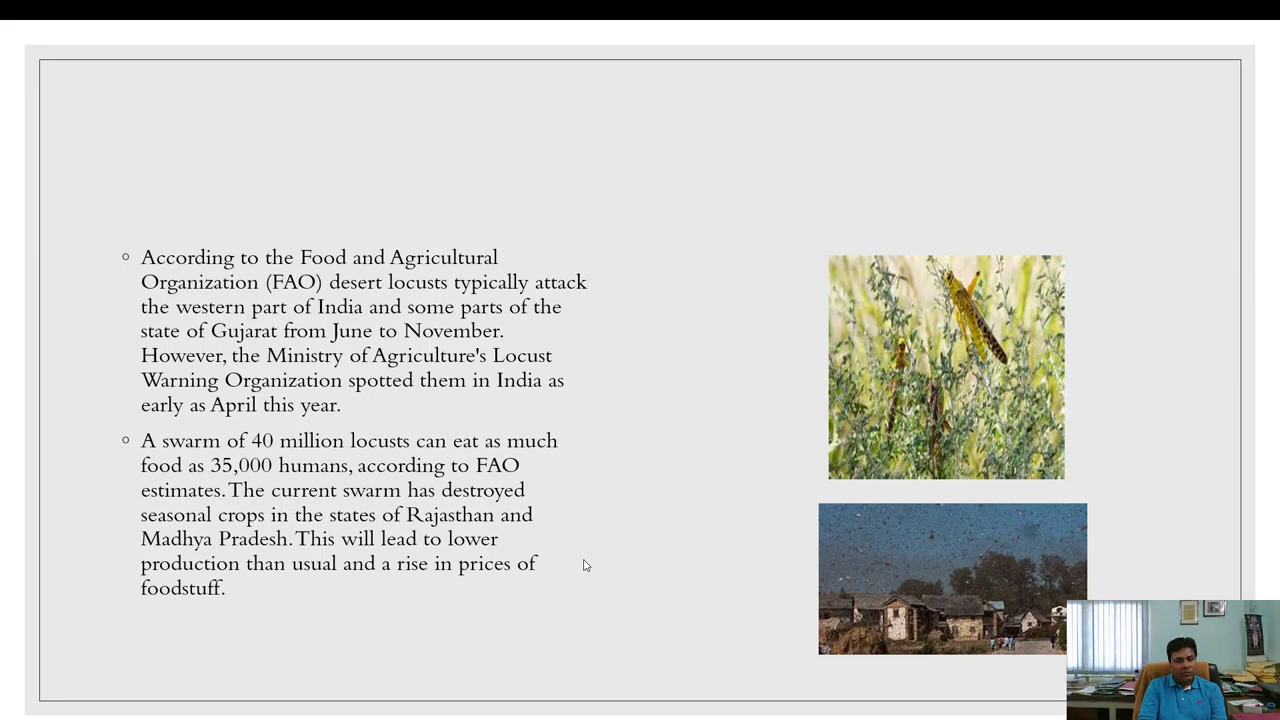 According to the Food and Agricultural
Organization (FAO) desert locusts typically attack
the western part of India and some parts of the
state of Gujarat from June to November.
However, the Ministry of Agriculture's Locust
Warning Organization spotted them in India as
early as April this year.
A swarm of 40 million locusts can eat as much
food as 35,000 humans, according to FAO
estimates. The current swarm has destroyed
seasonal crops in the states of Rajasthan and
Madhya Pradesh. This will lead to lower
production than usual and a rise in prices of
foodstuff.